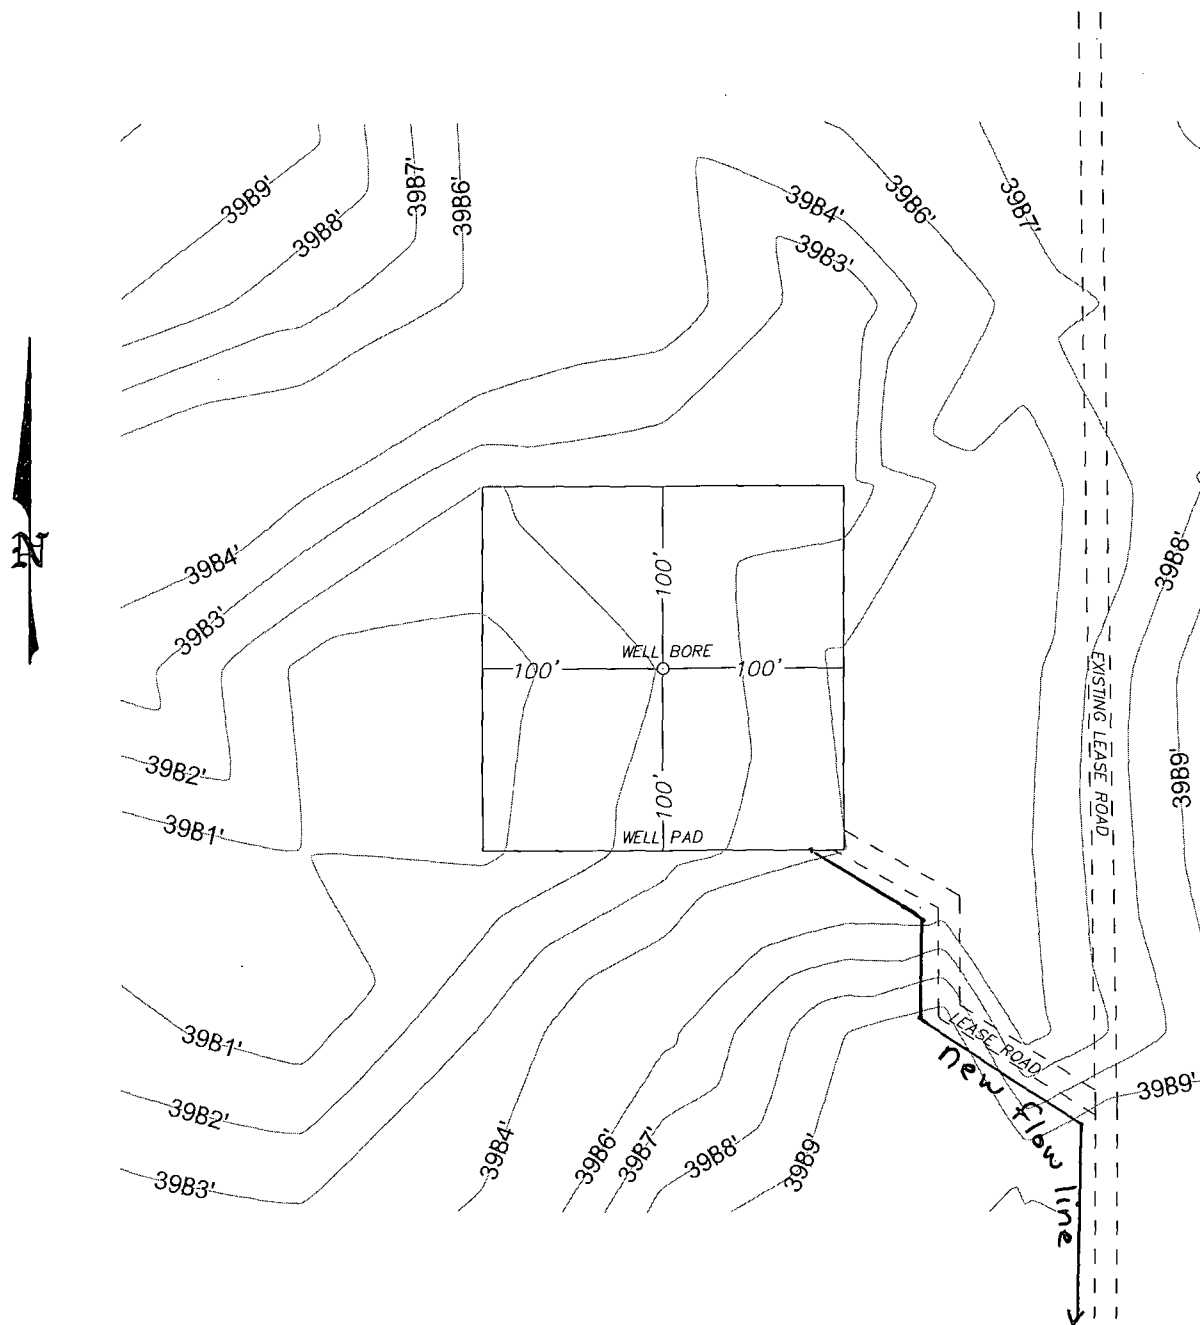 39B9'
39B8'
39B7'
39B6'
39B4'
39B3'
39B6'
39B7'
N
39B4'
39B3'
39B2'
39B1'
100'
WELL BORE
100'
100'
100'
WELL PAD
EXISTING LEASE ROAD
39B8'
39B9'
39B1'
39B2'
39B3'
39B4'
39B6'
39B7'
39B8'
39B9'
LEASE ROAD
new flow line
39B9'